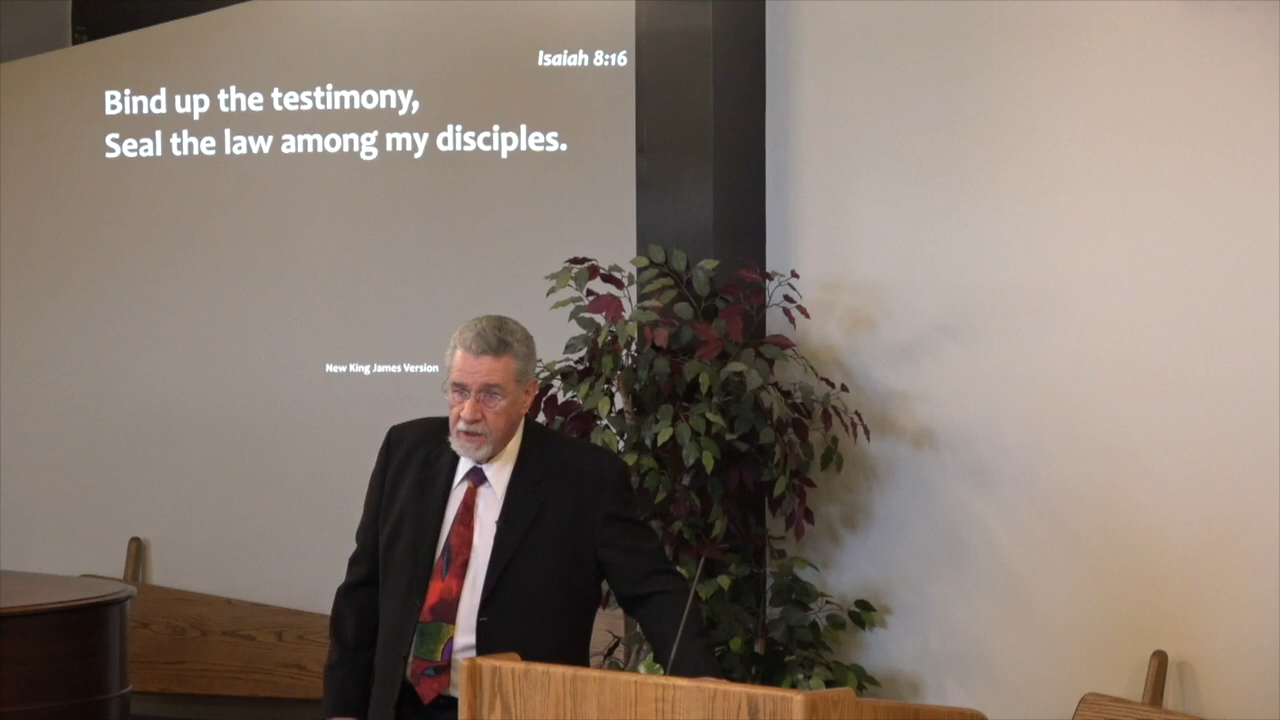 Isaiah 8:16
Bind up the testimony,
Seal the law among my disciples.
New King James Version